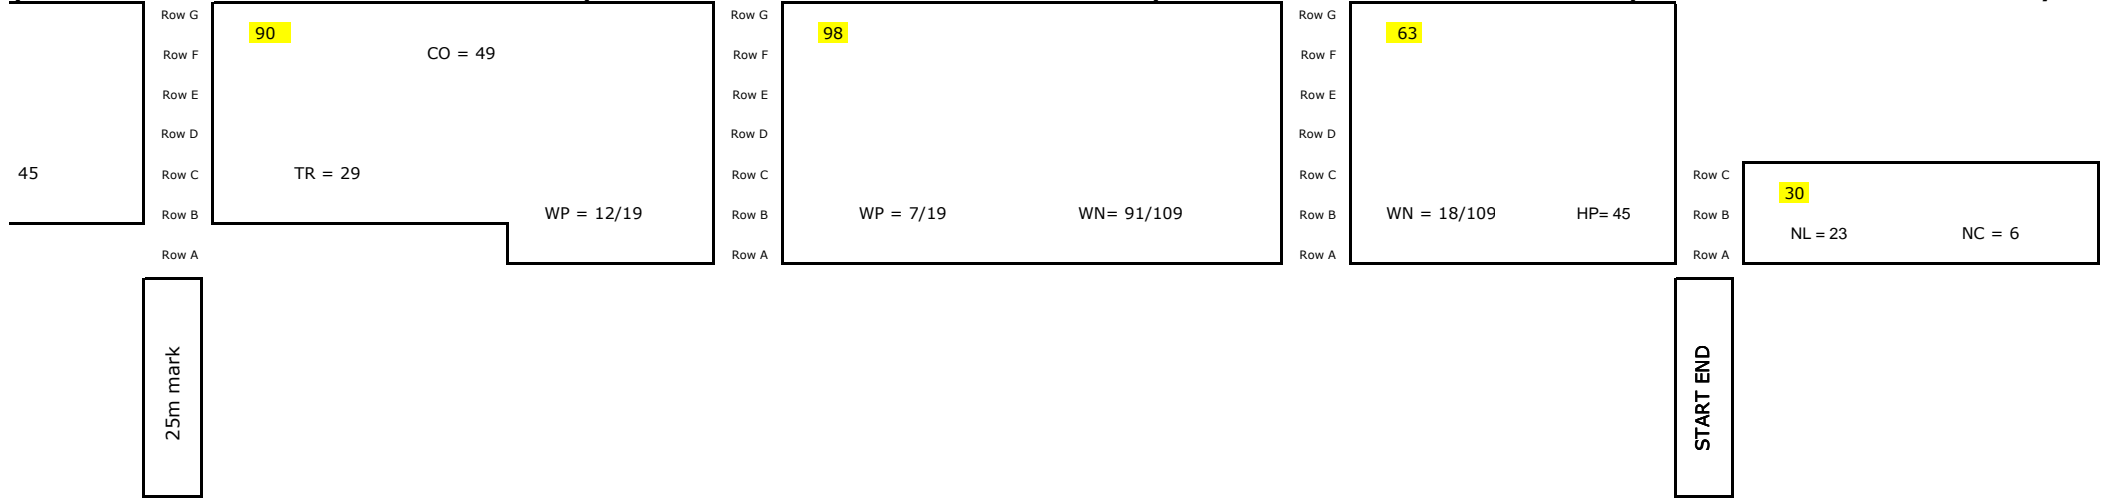 Row G
Row F
Row E
Row D
Row C
Row B
Row A
45
90
CO = 49
TR = 29
WP = 12/19
Row G
Row F
Row E
Row D
Row C
Row B
Row A
98
WP = 7/19
WN= 91/109
Row G
Row F
Row E
Row D
Row C
Row B
Row A
63
WN = 18/109
HP= 45
Row C
Row B
Row A
30
NL = 23
NC = 6
25m mark
START END